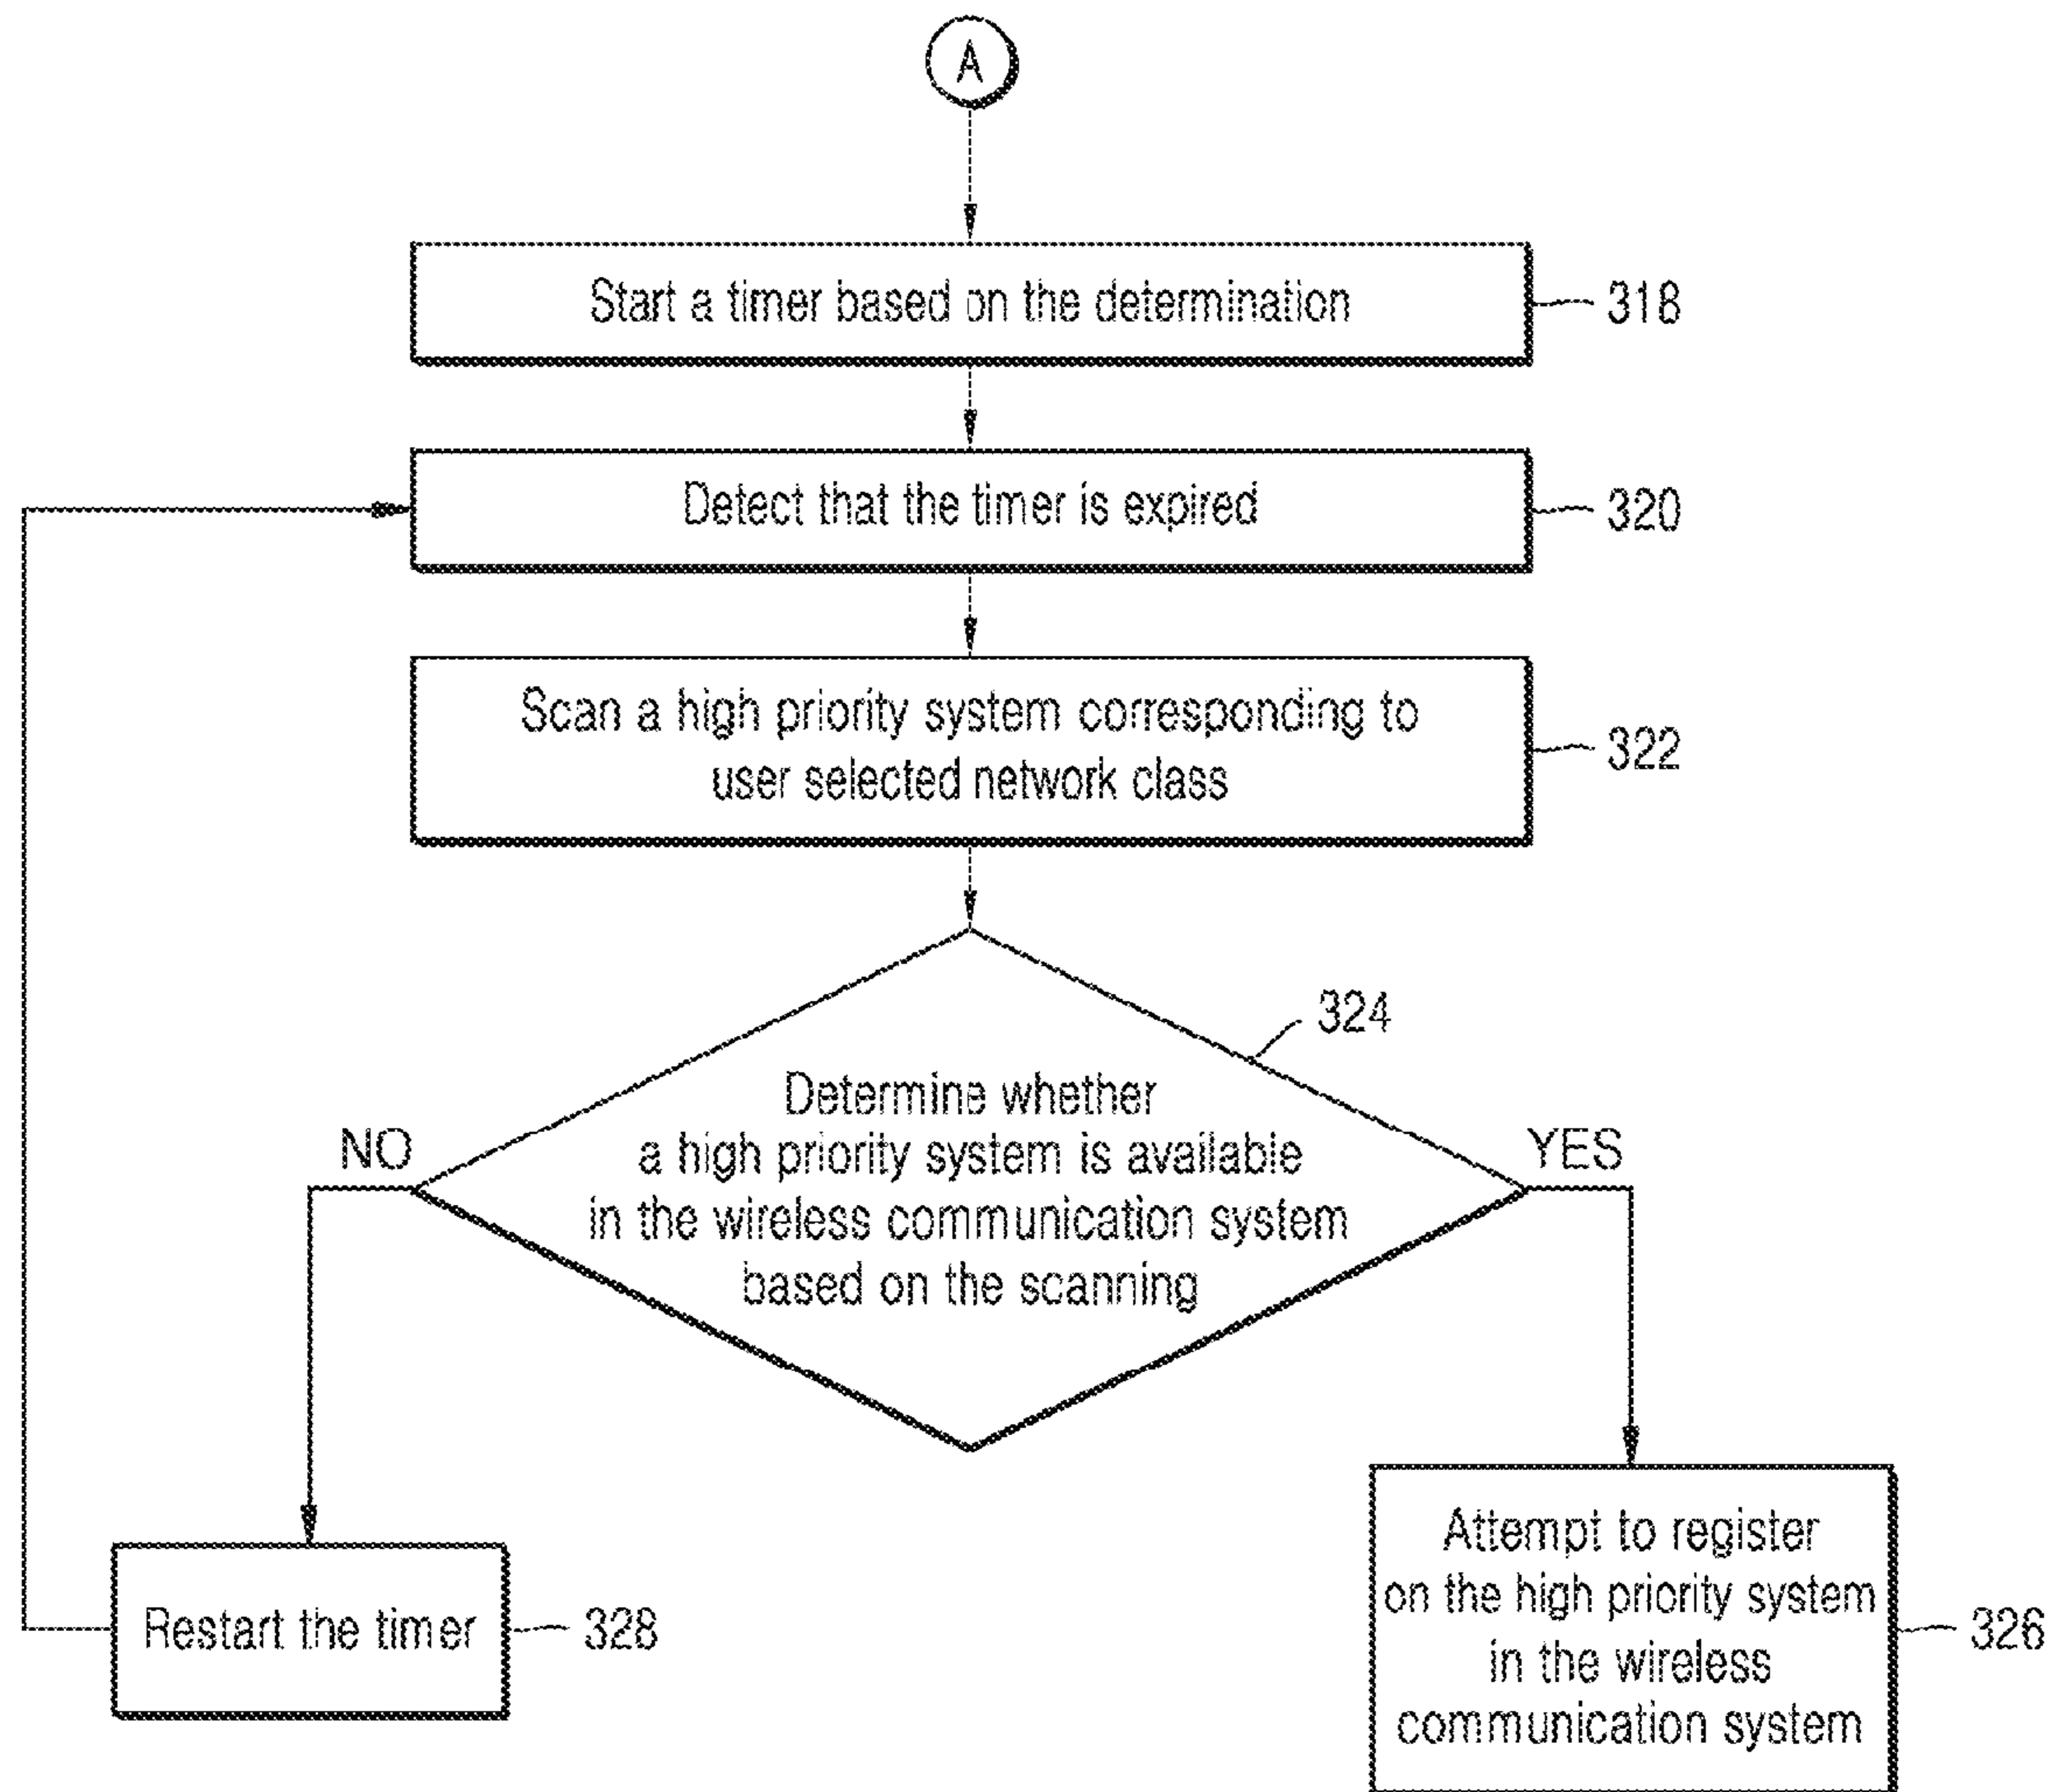 A
Start a timer based on the determination
318
Detect that the timer is expired
320
Scan a high priority system corresponding to
user selected network class
322
324
Determine whether
a high priority system is available
in the wireless communication system
based on the scanning
NO
YES
Restart the timer
328
Attempt to register
on the high priority system
in the wireless
communication system
326